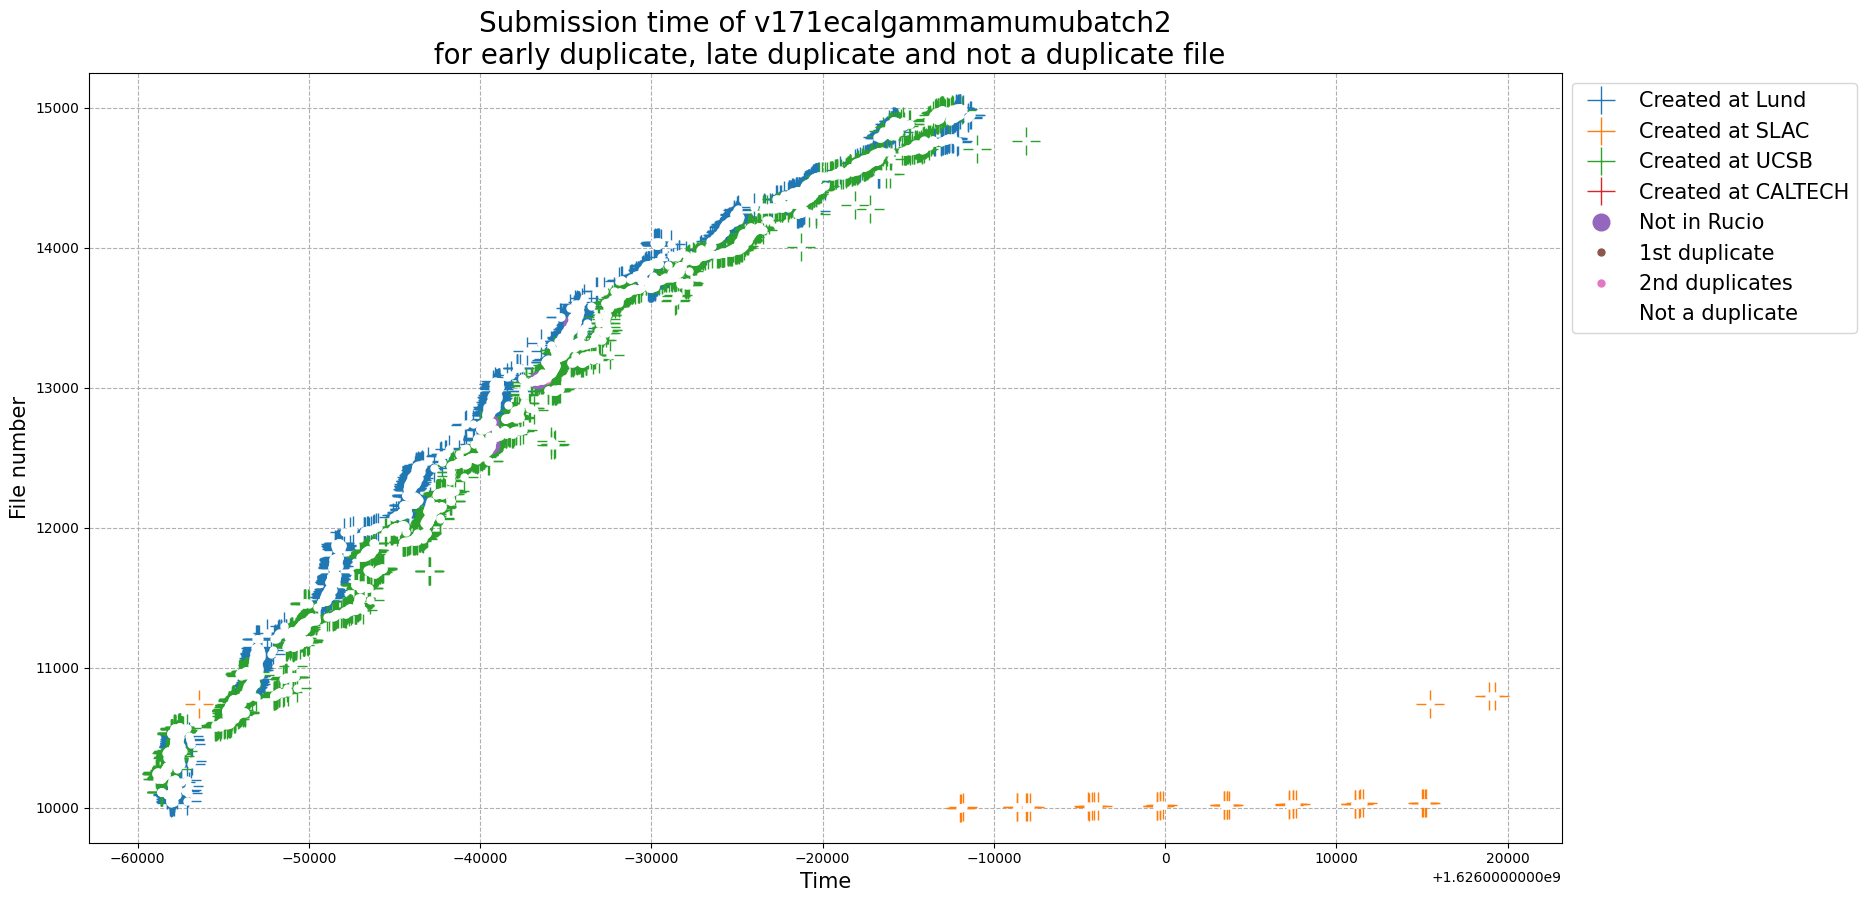 Submission time of v171ecalgammamumubatch2
for early duplicate, late duplicate and not a duplicate file
15000
14000
13000
12000
11000
10000
File number
−60000
−50000
−40000
−30000
−20000
−10000
0
10000
20000
+1.6260000000e9
Time
Created at Lund
Created at SLAC
Created at UCSB
Created at CALTECH
Not in Rucio
1st duplicate
2nd duplicates
Not a duplicate